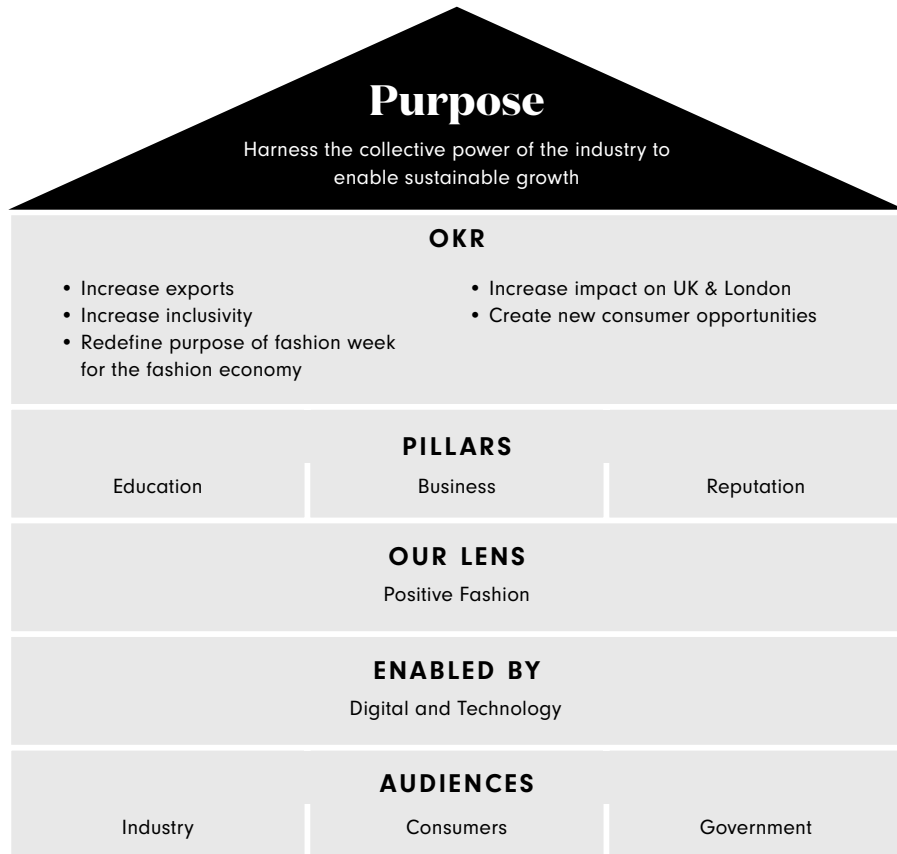 Purpose
Harness the collective power of the industry to
enable sustainable growth
OKR
• Increase exports
• Increase inclusivity
• Redefine purpose of fashion week
for the fashion economy
• Increase impact on UK & London
• Create new consumer opportunities
PILLARS
Education
Business
Reputation
OUR LENS
Positive Fashion
ENABLED BY
Digital and Technology
AUDIENCES
Industry
Consumers
Government